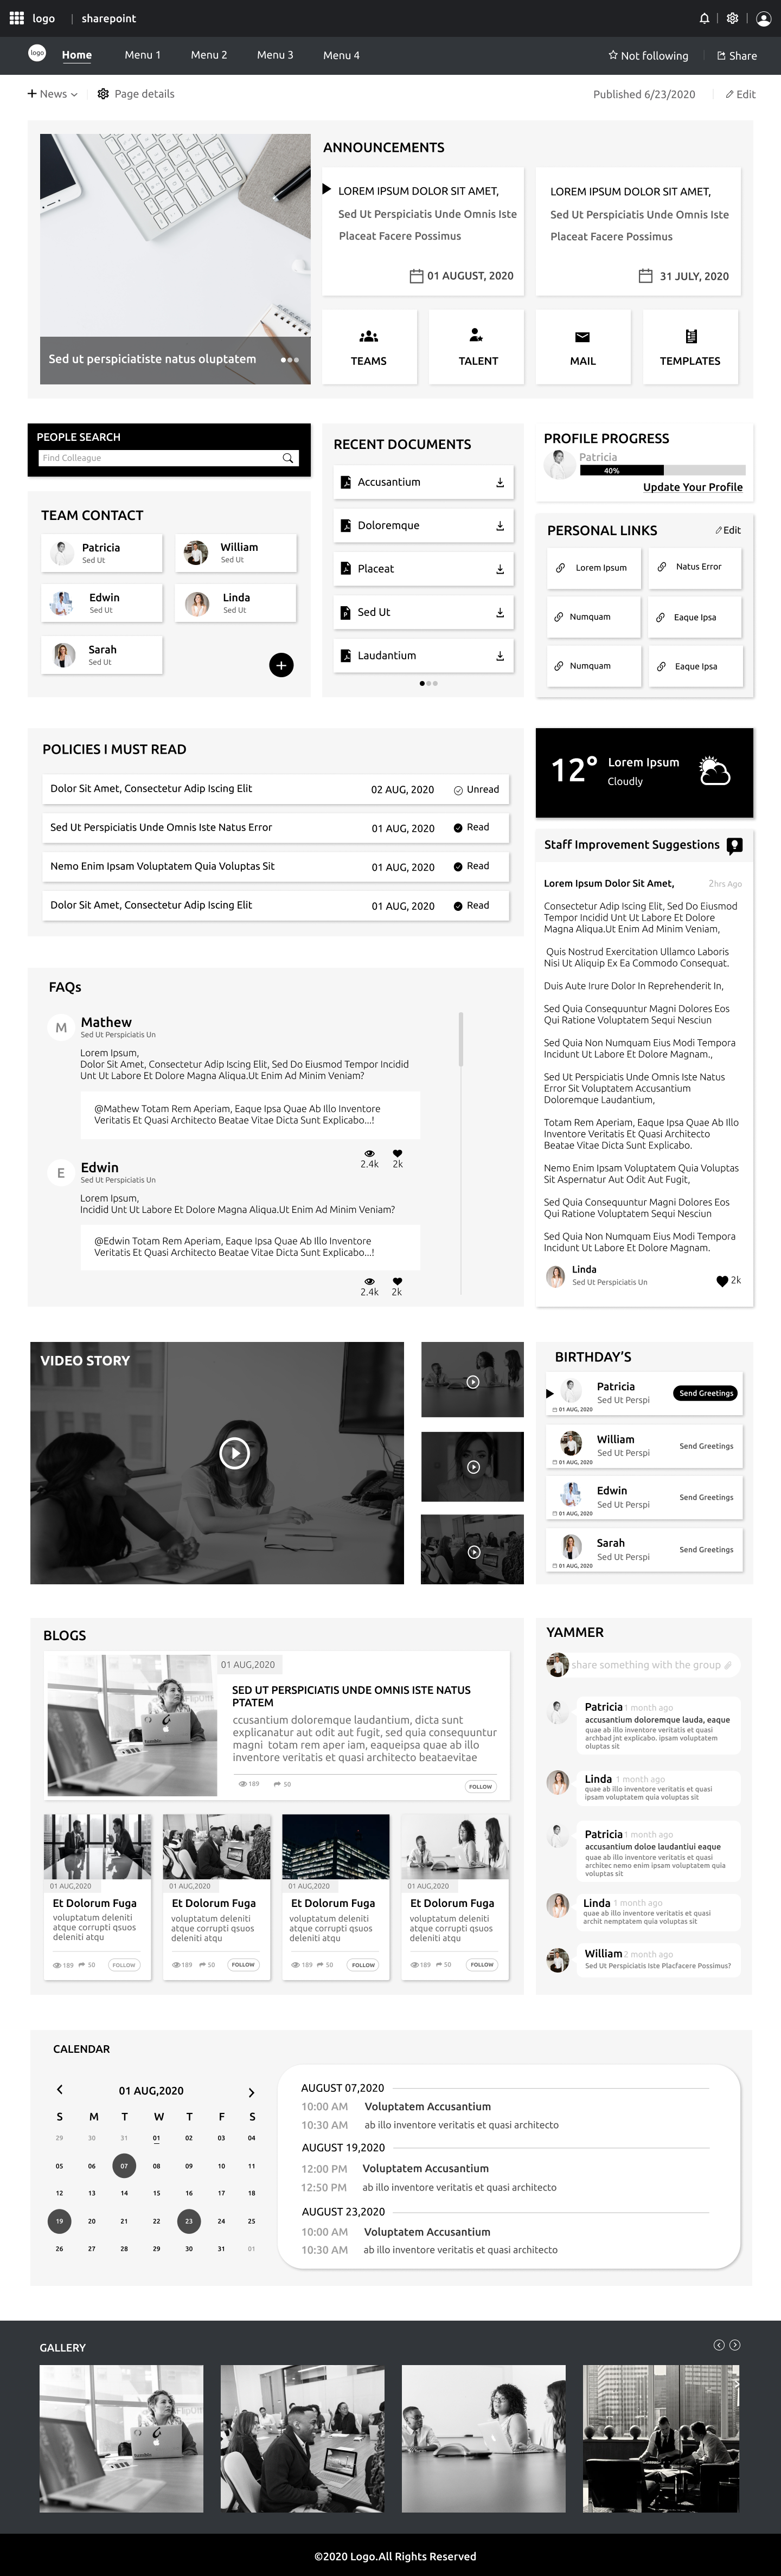 logo | sharepoint
logo Home Menu 1 Menu 2 Menu 3 Menu 4 Not following Share
News Page details Published 6/23/2020 Edit
Sed ut perspiciatiste natus oluptatem
ANNOUNCEMENTS
LOREM IPSUM DOLOR SIT AMET,
Sed Ut Perspiciatis Unde Omnis Iste
Placeat Facere Possimus
01 AUGUST, 2020
LOREM IPSUM DOLOR SIT AMET,
Sed Ut Perspiciatis Unde Omnis Iste
Placeat Facere Possimus
31 JULY, 2020
TEAMS TALENT MAIL TEMPLATES
PEOPLE SEARCH
Find Colleague
TEAM CONTACT
Patricia
Sed Ut
William
Sed Ut
Edwin
Sed Ut
Linda
Sed Ut
Sarah
Sed Ut
RECENT DOCUMENTS
Accusantium
Doloremque
Placeat
Sed Ut
Laudantium
PROFILE PROGRESS
Patricia
40%
Update Your Profile
PERSONAL LINKS Edit
Lorem Ipsum Natus Error
Numquam Eaque Ipsa
Numquam Eaque Ipsa
POLICIES I MUST READ
Dolor Sit Amet, Consectetur Adip Iscing Elit 02 AUG, 2020 Unread
Sed Ut Perspiciatis Unde Omnis Iste Natus Error 01 AUG, 2020 Read
Nemo Enim Ipsam Voluptatem Quia Voluptas Sit 01 AUG, 2020 Read
Dolor Sit Amet, Consectetur Adip Iscing Elit 01 AUG, 2020 Read
12° Lorem Ipsum
Cloudly
Staff Improvement Suggestions
Lorem Ipsum Dolor Sit Amet, 2hrs Ago
Consectetur Adip Iscing Elit, Sed Do Eiusmod
Tempor Incidid Unt Ut Labore Et Dolore
Magna Aliqua.Ut Enim Ad Minim Veniam,
Quis Nostrud Exercitation Ullamco Laboris
Nisi Ut Aliquip Ex Ea Commodo Consequat.
Duis Aute Irure Dolor In Reprehenderit In,
Sed Quia Consequuntur Magni Dolores Eos
Qui Ratione Voluptatem Sequi Nesciun
Sed Quia Non Numquam Eius Modi Tempora
Incidunt Ut Labore Et Dolore Magnam.,
Sed Ut Perspiciatis Unde Omnis Iste Natus
Error Sit Voluptatem Accusantium
Doloremque Laudantium,
Totam Rem Aperiam, Eaque Ipsa Quae Ab Illo
Inventore Veritatis Et Quasi Architecto
Beatae Vitae Dicta Sunt Explicabo.
Nemo Enim Ipsam Voluptatem Quia Voluptas
Sit Aspernatur Aut Odit Aut Fugit,
Sed Quia Consequuntur Magni Dolores Eos
Qui Ratione Voluptatem Sequi Nesciun
Sed Quia Non Numquam Eius Modi Tempora
Incidunt Ut Labore Et Dolore Magnam.
Linda
Sed Ut Perspiciatis Un 2k
FAQs
M Mathew
Sed Ut Perspiciatis Un
Lorem Ipsum,
Dolor Sit Amet, Consectetur Adip Iscing Elit, Sed Do Eiusmod Tempor Incidid
Unt Ut Labore Et Dolore Magna Aliqua.Ut Enim Ad Minim Veniam?
@Mathew Totam Rem Aperiam, Eaque Ipsa Quae Ab Illo Inventore
Veritatis Et Quasi Architecto Beatae Vitae Dicta Sunt Explicabo...!
2.4k 2k
E Edwin
Sed Ut Perspiciatis Un
Lorem Ipsum,
Incidid Unt Ut Labore Et Dolore Magna Aliqua.Ut Enim Ad Minim Veniam?
@Edwin Totam Rem Aperiam, Eaque Ipsa Quae Ab Illo Inventore
Veritatis Et Quasi Architecto Beatae Vitae Dicta Sunt Explicabo...!
2.4k 2k
VIDEO STORY
BIRTHDAY'S
Patricia
Sed Ut Perspi
01 AUG, 2020
Send Greetings
William
Sed Ut Perspi
01 AUG, 2020
Send Greetings
Edwin
Sed Ut Perspi
01 AUG, 2020
Send Greetings
Sarah
Sed Ut Perspi
01 AUG, 2020
Send Greetings
BLOGS
01 AUG,2020
SED UT PERSPICIATIS UNDE OMNIS ISTE NATUS
PTATEM
ccusantium doloremque laudantium, dicta sunt
explicanatur aut odit aut fugit, sed quia consequuntur
magni totam rem aper iam, eaqueipsa quae ab illo
inventore veritatis et quasi architecto beataevitae
189 50 FOLLOW
01 AUG,2020
Et Dolorum Fuga
voluptatum deleniti
atque corrupti qsuos
deleniti atqu
189 50 FOLLOW
01 AUG,2020
Et Dolorum Fuga
voluptatum deleniti
atque corrupti qsuos
deleniti atqu
189 50 FOLLOW
01 AUG,2020
Et Dolorum Fuga
voluptatum deleniti
atque corrupti qsuos
deleniti atqu
189 50 FOLLOW
01 AUG,2020
Et Dolorum Fuga
voluptatum deleniti
atque corrupti qsuos
deleniti atqu
189 50 FOLLOW
YAMMER
share something with the group
Patricia 1 month ago
accusantium doloremque lauda, eaque
quae ab illo inventore veritatis et quasi
archbad jnt explicabo. ipsam voluptatem
oluptas sit
Linda 1 month ago
quae ab illo inventore veritatis et quasi
ipsam voluptatem quia voluptas sit
Patricia 1 month ago
accusantium doloe laudantiui eaque
quae ab illo inventore veritatis et quasi
architec nemo enim ipsam voluptatem quia
voluptas sit
Linda 1 month ago
quae ab illo inventore veritatis et quasi
archit nemptatem quia voluptas sit
William 2 month ago
Sed Ut Perspiciatis Iste Placfacere Possimus?
CALENDAR
01 AUG,2020
S M T W T F S
29 30 31 01 02 03 04
05 06 07 08 09 10 11
12 13 14 15 16 17 18
19 20 21 22 23 24 25
26 27 28 29 30 31 01
AUGUST 07,2020
10:00 AM Voluptatem Accusantium
10:30 AM ab illo inventore veritatis et quasi architecto
AUGUST 19,2020
12:00 PM Voluptatem Accusantium
12:50 PM ab illo inventore veritatis et quasi architecto
AUGUST 23,2020
10:00 AM Voluptatem Accusantium
10:30 AM ab illo inventore veritatis et quasi architecto
GALLERY
©2020 Logo.All Rights Reserved